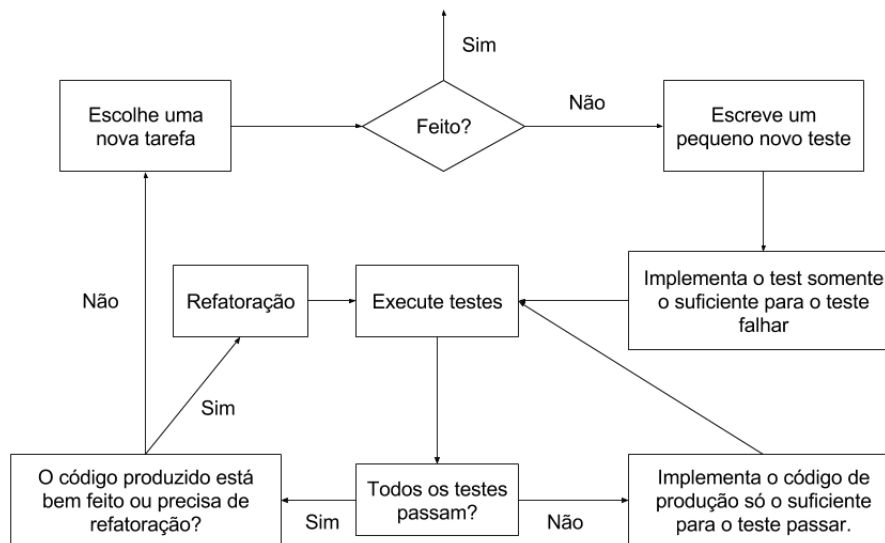 Sim
Escolhe uma
nova tarefa
Feito?
Não
Escreve um
pequeno novo teste
Não
Refatoração
Execute testes
Implementa o test somente
o suficiente para o teste
falhar
Sim
O código produzido está
bem feito ou precisa de
refatoração?
Sim
Todos os testes
passam?
Não
Implementa o código de
produção só o suficiente
para o teste passar.